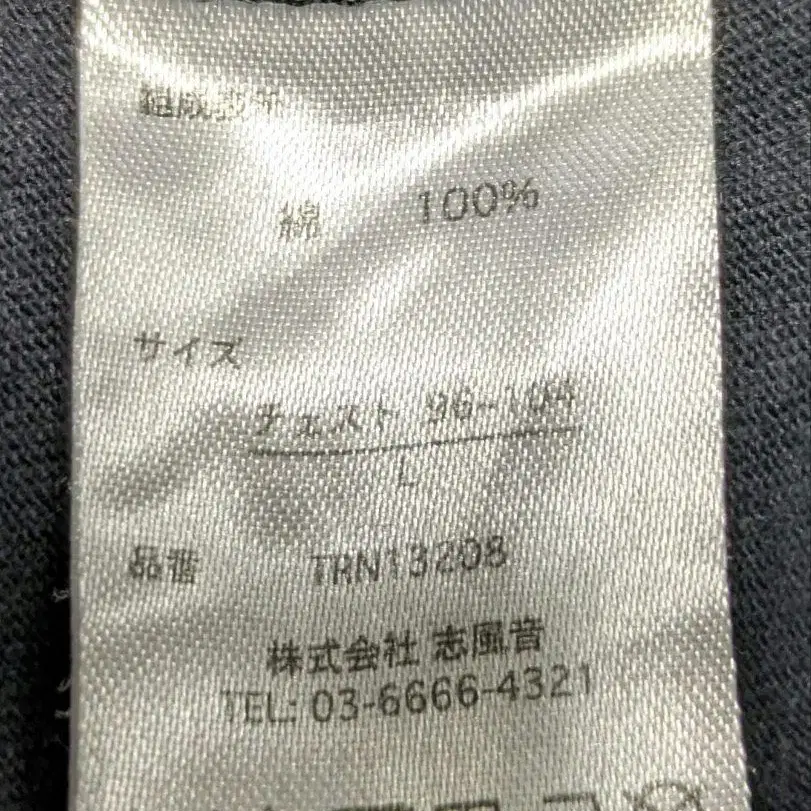 組成表示
綿 100%
サイズ
チェスト 96-104
L
品番 TRN13208
株式会社 志風音
TEL: 03-6666-4321